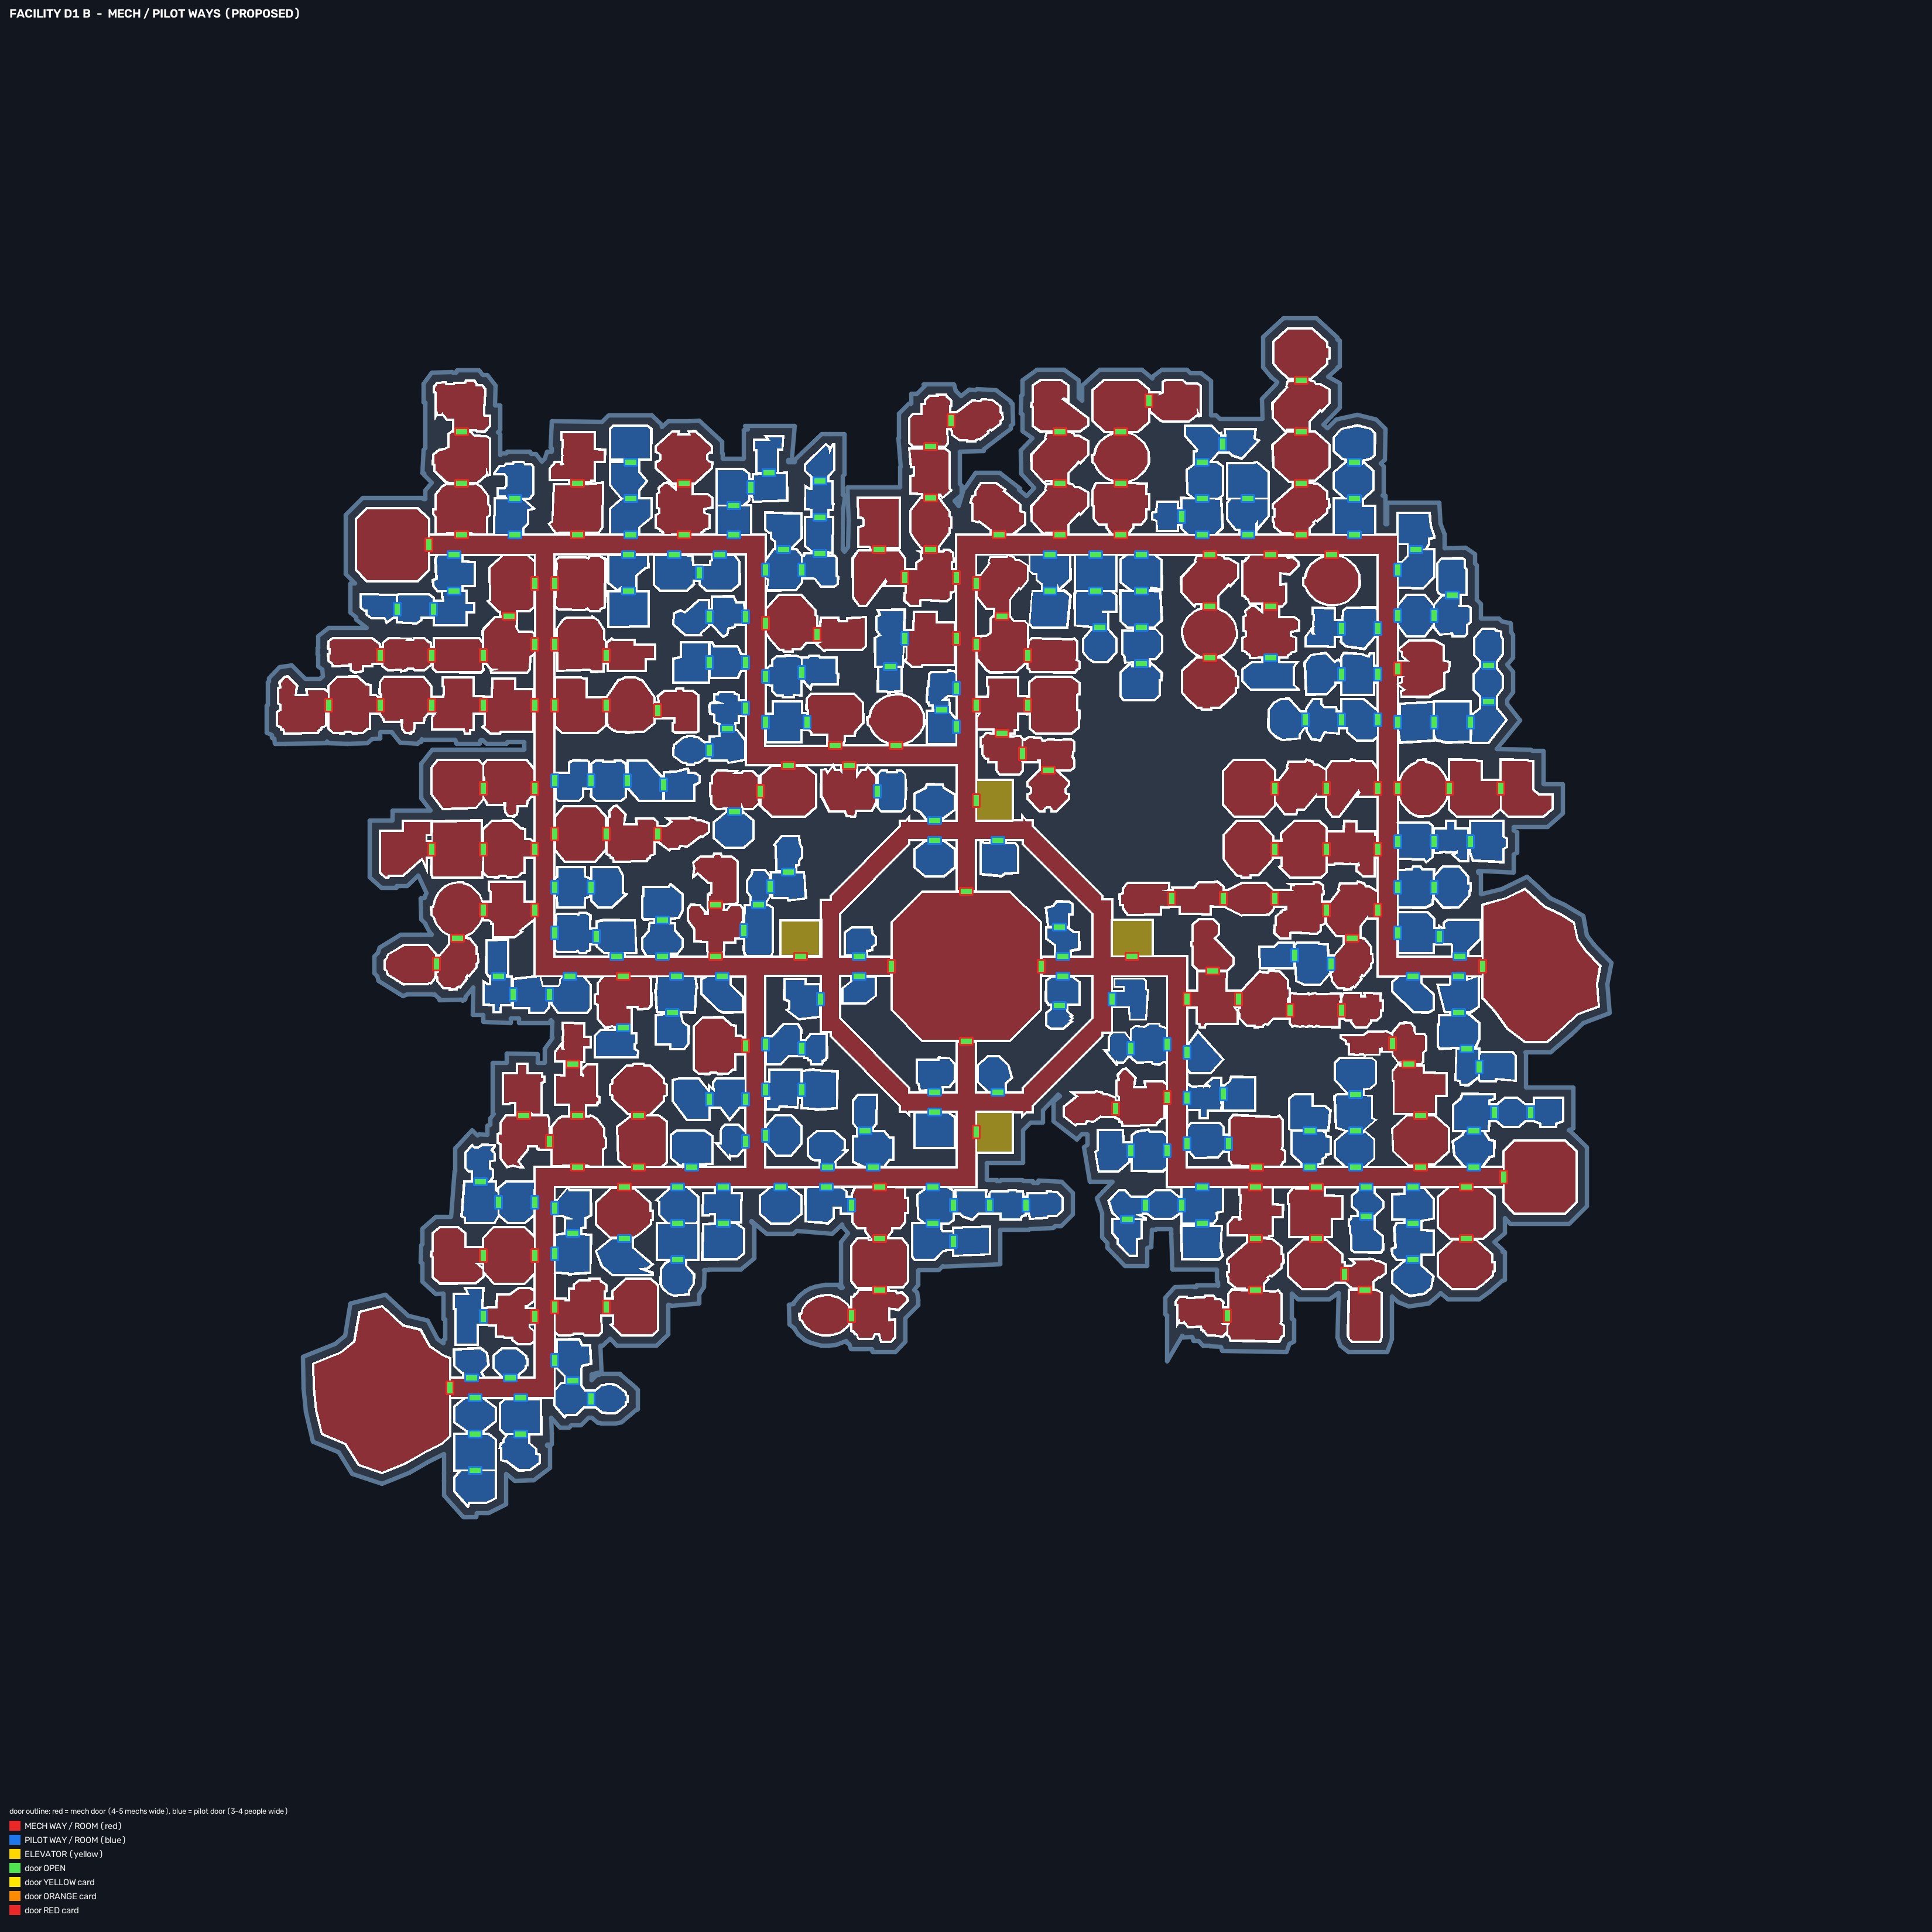 FACILITY D1 B - MECH / PILOT WAYS (PROPOSED)
door outline: red = mech door (4-5 mechs wide), blue = pilot door (3-4 people wide)
MECH WAY / ROOM (red)
PILOT WAY / ROOM (blue)
ELEVATOR (yellow)
door OPEN
door YELLOW card
door ORANGE card
door RED card